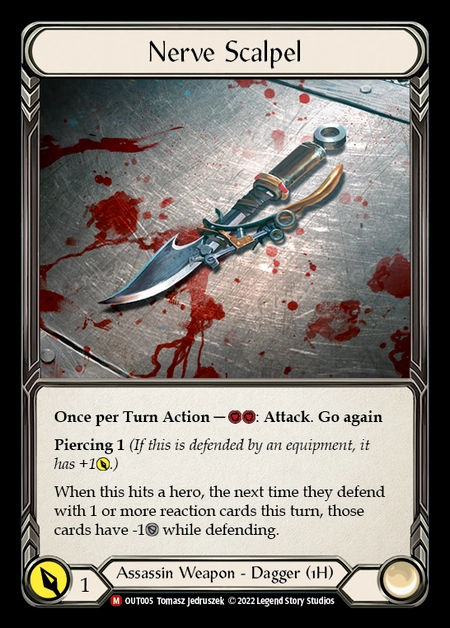 Nerve Scalpel
Once per Turn Action — : Attack. Go again
Piercing 1 (If this is defended by an equipment, it
has +1.)
When this hits a hero, the next time they defend
with 1 or more reaction cards this turn, those
cards have -1 while defending.
1
Assassin Weapon - Dagger (1H)
M OUT005 Tomasz Jedruszek © 2022 Legend Story Studios